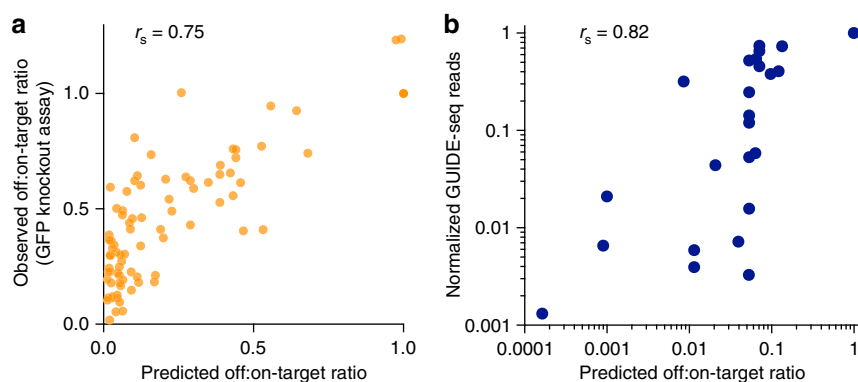 a
r_s = 0.75
Observed off:on-target ratio
(GFP knockout assay)
1.0
0.5
0.0
0.0 0.5 1.0
Predicted off:on-target ratio
b
r_s = 0.82
Normalized GUIDE-seq reads
1
0.1
0.01
0.001
0.0001 0.001 0.01 0.1 1
Predicted off:on-target ratio